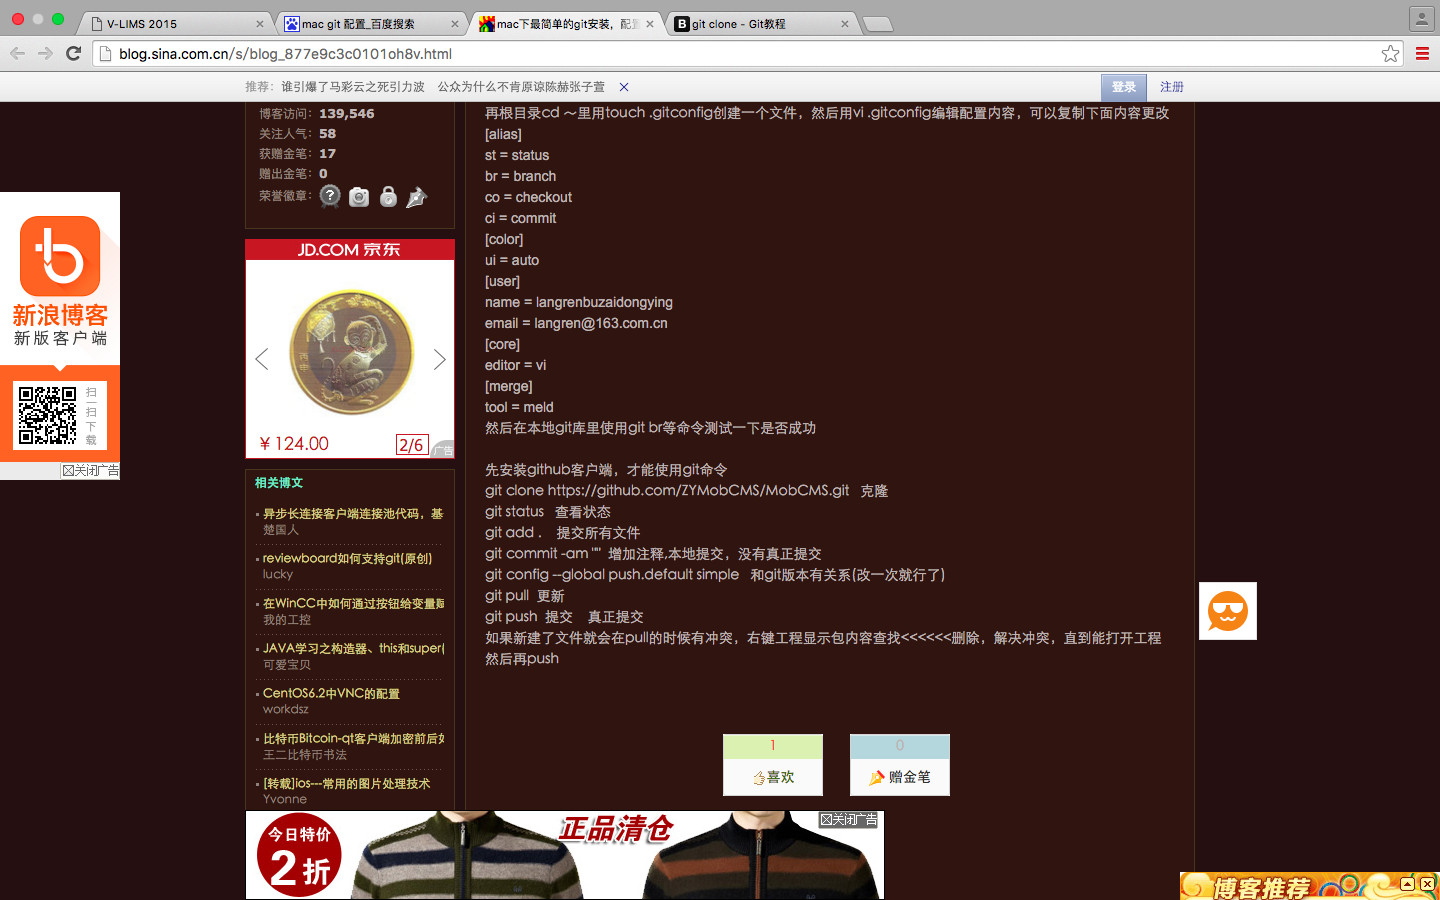 V-LIMS 2015
mac git 配置_百度搜索
mac下最简单的git安装，配置
git clone - Git教程
blog.sina.com.cn/s/blog_877e9c3c0101oh8v.html
推荐： 谁引爆了马彩云之死引力波 公众为什么不肯原谅陈赫张子萱
登录 注册
博客访问：139,546
关注人气：58
获赠金笔：17
赠出金笔：0
荣誉徽章：
JD.COM 京东
¥ 124.00
2/6
广告
相关博文
异步长连接客户端连接池代码，基
楚国人
reviewboard如何支持git(原创)
lucky
在WinCC中如何通过按钮给变量赋
我的工控
JAVA学习之构造器、this和super(
可爱宝贝
CentOS6.2中VNC的配置
workdsz
比特币Bitcoin-qt客户端加密前后如
王二比特币书法
[转载]ios---常用的图片处理技术
Yvonne
新浪博客
新版客户端
扫一扫下载
关闭广告
再根目录cd ～里用touch .gitconfig创建一个文件，然后用vi .gitconfig编辑配置内容，可以复制下面内容更改
[alias]
st = status
br = branch
co = checkout
ci = commit
[color]
ui = auto
[user]
name = langrenbuzaidongying
email = langren@163.com.cn
[core]
editor = vi
[merge]
tool = meld
然后在本地git库里使用git br等命令测试一下是否成功
先安装github客户端，才能使用git命令
git clone https://github.com/ZYMobCMS/MobCMS.git 克隆
git status 查看状态
git add . 提交所有文件
git commit -am "" 增加注释,本地提交，没有真正提交
git config --global push.default simple 和git版本有关系(改一次就行了)
git pull 更新
git push 提交 真正提交
如果新建了文件就会在pull的时候有冲突，右键工程显示包内容查找<<<<<<删除，解决冲突，直到能打开工程
然后再push
1
喜欢
0
赠金笔
今日特价
2折
正品清仓
关闭广告
博客推荐